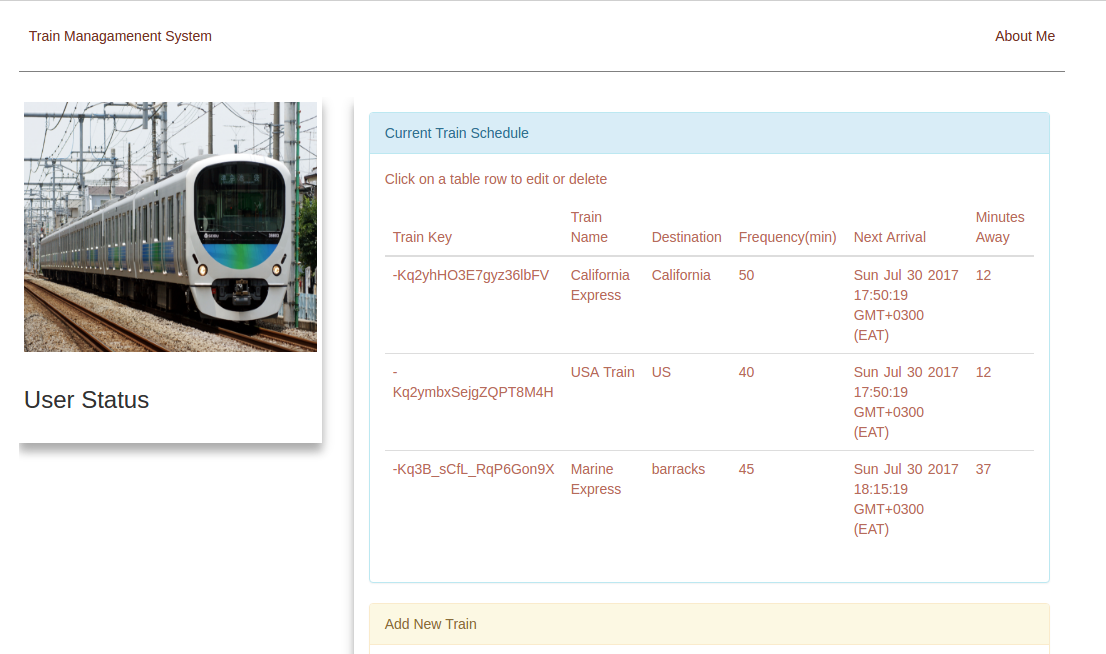 Train Managamenent System
About Me
User Status
Current Train Schedule
Click on a table row to edit or delete
Train Key Train Name Destination Frequency(min) Next Arrival Minutes Away
-Kq2yhHO3E7gyz36lbFV California Express California 50 Sun Jul 30 2017 17:50:19 GMT+0300 (EAT) 12
-Kq2ymbxSejgZQPT8M4H USA Train US 40 Sun Jul 30 2017 17:50:19 GMT+0300 (EAT) 12
-Kq3B_sCfL_RqP6Gon9X Marine Express barracks 45 Sun Jul 30 2017 18:15:19 GMT+0300 (EAT) 37
Add New Train